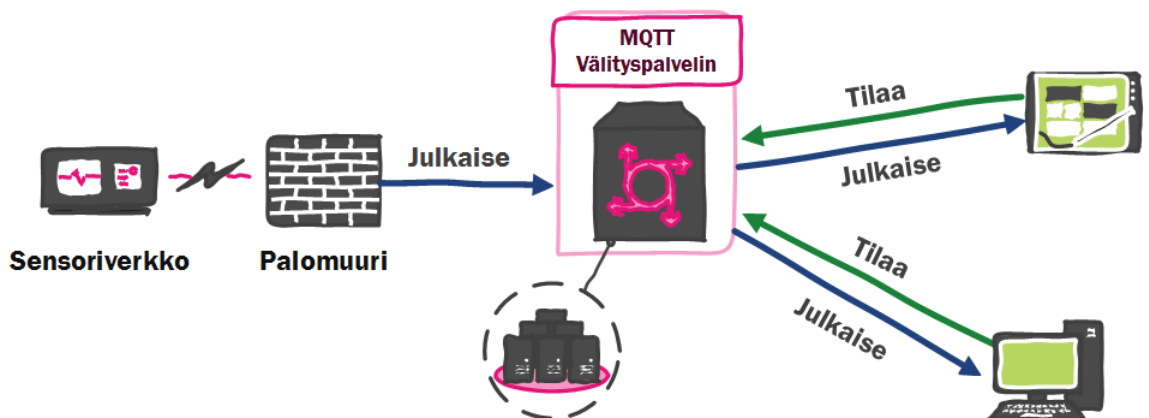 MQTT
Välityspalvelin
Tilaa
Julkaise
Julkaise
Sensoriverkko
Palomuuri
Tilaa
Julkaise